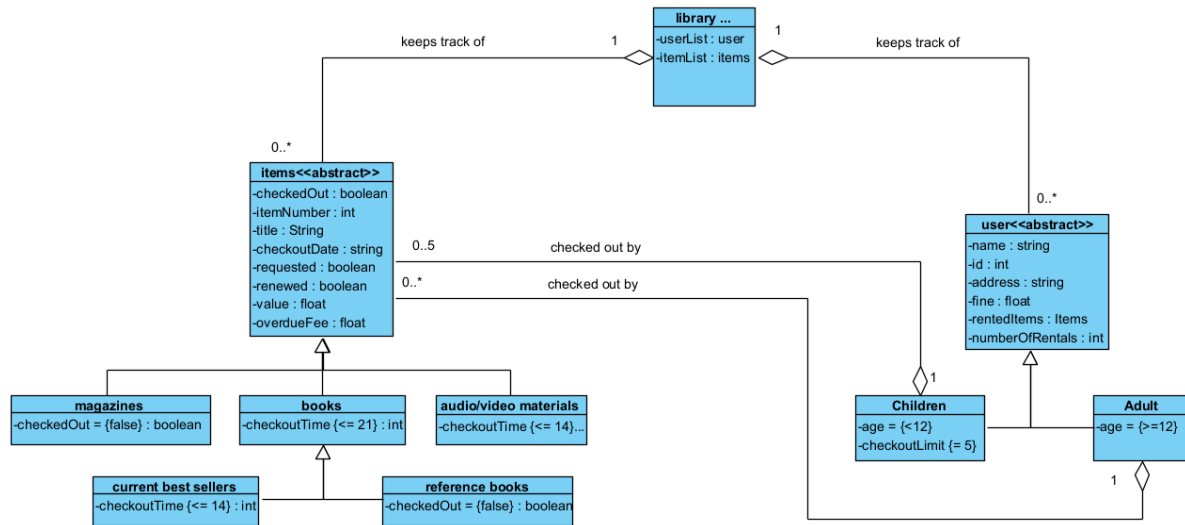 library ...
-userList : user
-itemList : items
1
1
keeps track of
keeps track of
0..*
0..*
items<<abstract>>
-checkedOut : boolean
-itemNumber : int
-title : String
-checkoutDate : string
-requested : boolean
-renewed : boolean
-value : float
-overdueFee : float
user<<abstract>>
-name : string
-id : int
-address : string
-fine : float
-rentedItems : Items
-numberOfRentals : int
0..5
checked out by
0..*
checked out by
1
magazines
-checkedOut = {false} : boolean
books
-checkoutTime {<= 21} : int
audio/video materials
-checkoutTime {<= 14}...
Children
-age = {<12}
-checkoutLimit {= 5}
Adult
-age = {>=12}
1
current best sellers
-checkoutTime {<= 14} : int
reference books
-checkedOut = {false} : boolean